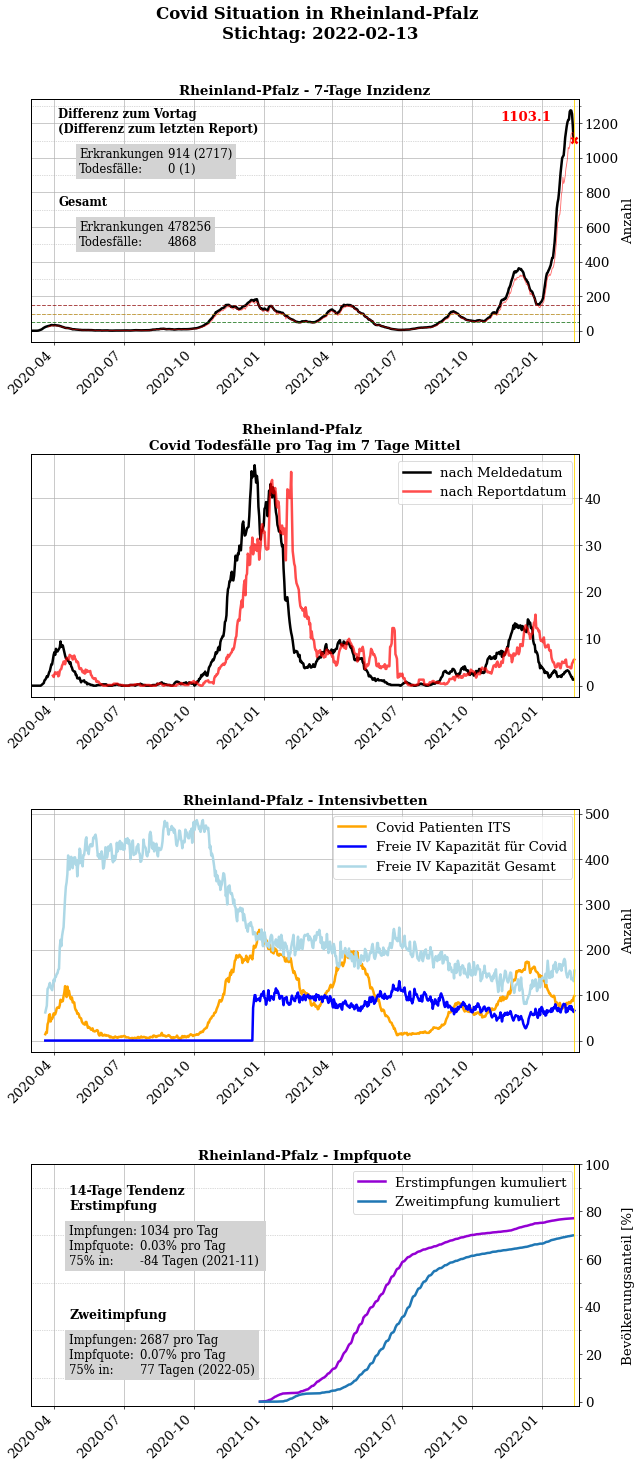 Covid Situation in Rheinland-Pfalz
Stichtag: 2022-02-13
Rheinland-Pfalz - 7-Tage Inzidenz
Differenz zum Vortag
(Differenz zum letzten Report)
Erkrankungen 914 (2717)
Todesfälle: 0 (1)
Gesamt
Erkrankungen 478256
Todesfälle: 4868
1103.1
1200
1000
800
600
400
200
0
Anzahl
2020-04 2020-07 2020-10 2021-01 2021-04 2021-07 2021-10 2022-01
Rheinland-Pfalz
Covid Todesfälle pro Tag im 7 Tage Mittel
nach Meldedatum
nach Reportdatum
40
30
20
10
0
2020-04 2020-07 2020-10 2021-01 2021-04 2021-07 2021-10 2022-01
Rheinland-Pfalz - Intensivbetten
Covid Patienten ITS
Freie IV Kapazität für Covid
Freie IV Kapazität Gesamt
500
400
300
200
100
0
Anzahl
2020-04 2020-07 2020-10 2021-01 2021-04 2021-07 2021-10 2022-01
Rheinland-Pfalz - Impfquote
14-Tage Tendenz
Erstimpfung
Impfungen: 1034 pro Tag
Impfquote: 0.03% pro Tag
75% in: -84 Tagen (2021-11)
Zweitimpfung
Impfungen: 2687 pro Tag
Impfquote: 0.07% pro Tag
75% in: 77 Tagen (2022-05)
Erstimpfungen kumuliert
Zweitimpfung kumuliert
100
80
60
40
20
0
Bevölkerungsanteil [%]
2020-04 2020-07 2020-10 2021-01 2021-04 2021-07 2021-10 2022-01